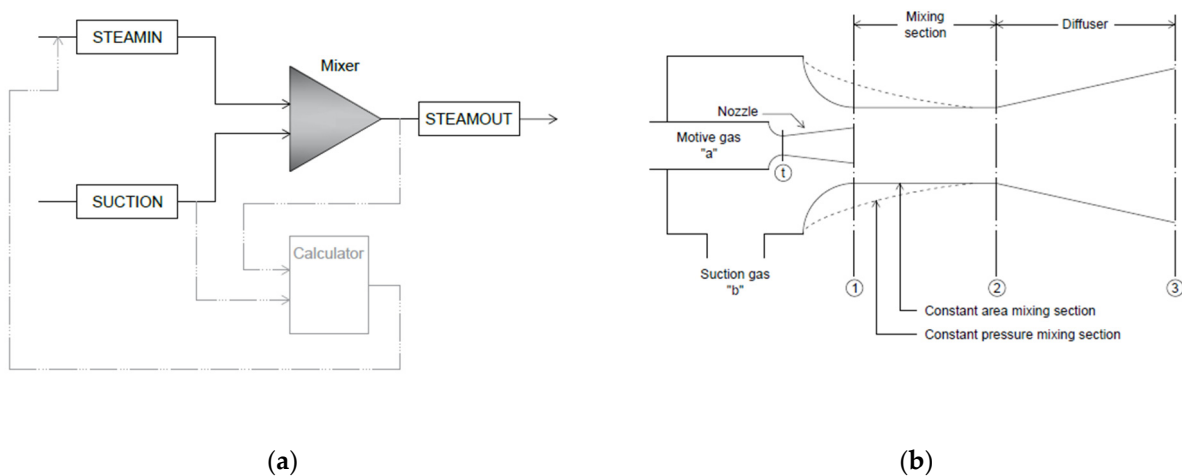 STEAMIN
Mixer
STEAMOUT
SUCTION
Calculator
(a)
Mixing
section
Diffuser
Nozzle
Motive gas
"a"
t
Suction gas
"b"
1
2
3
Constant area mixing section
Constant pressure mixing section
(b)